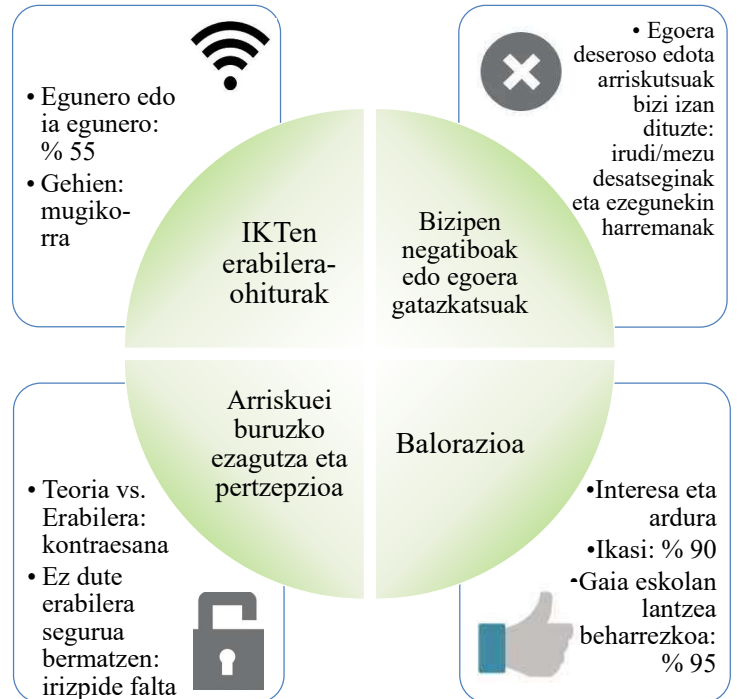 • Egunero edo
ia egunero:
% 55
• Gehien:
mugiko-
rra
IKTen
erabilera-
ohiturak
• Egoera
deseroso edota
arriskutsuak
bizi izan
dituzte:
irudi/mezu
desatseginak
eta ezegunekin
harremanak
Bizipen
negatiboak
edo egoera
gatazkatsuak
Arriskuei
buruzko
ezagutza eta
pertzepzioa
• Teoria vs.
Erabilera:
kontraesana
• Ez dute
erabilera
segurua
bermatzen:
irizpide falta
Balorazioa
•Interesa eta
ardura
•Ikasi: % 90
•Gaia eskolan
lantzea
beharrezkoa:
% 95